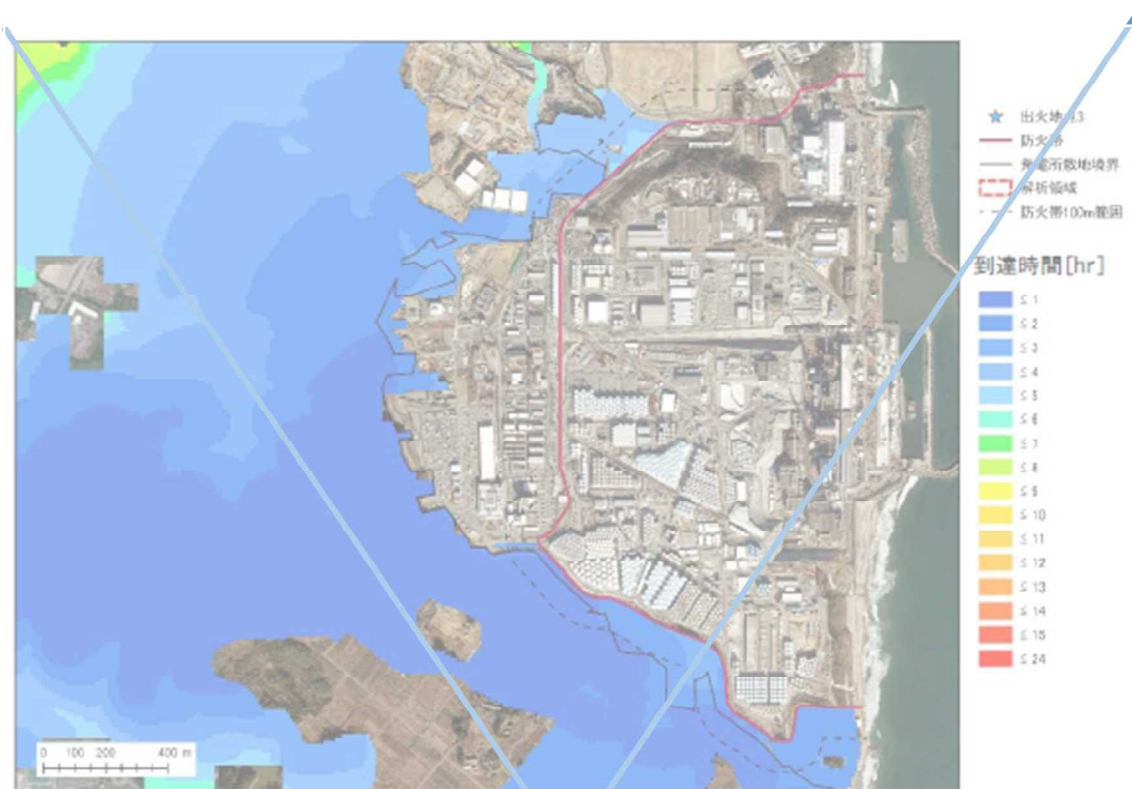 出火地点3
防火帯
発電所敷地境界
解析領域
防火帯100m範囲
到達時間[hr]
≦ 1
≦ 2
≦ 3
≦ 4
≦ 5
≦ 6
≦ 7
≦ 8
≦ 9
≦ 10
≦ 11
≦ 12
≦ 13
≦ 14
≦ 15
≦ 24
0 100 200 400 m